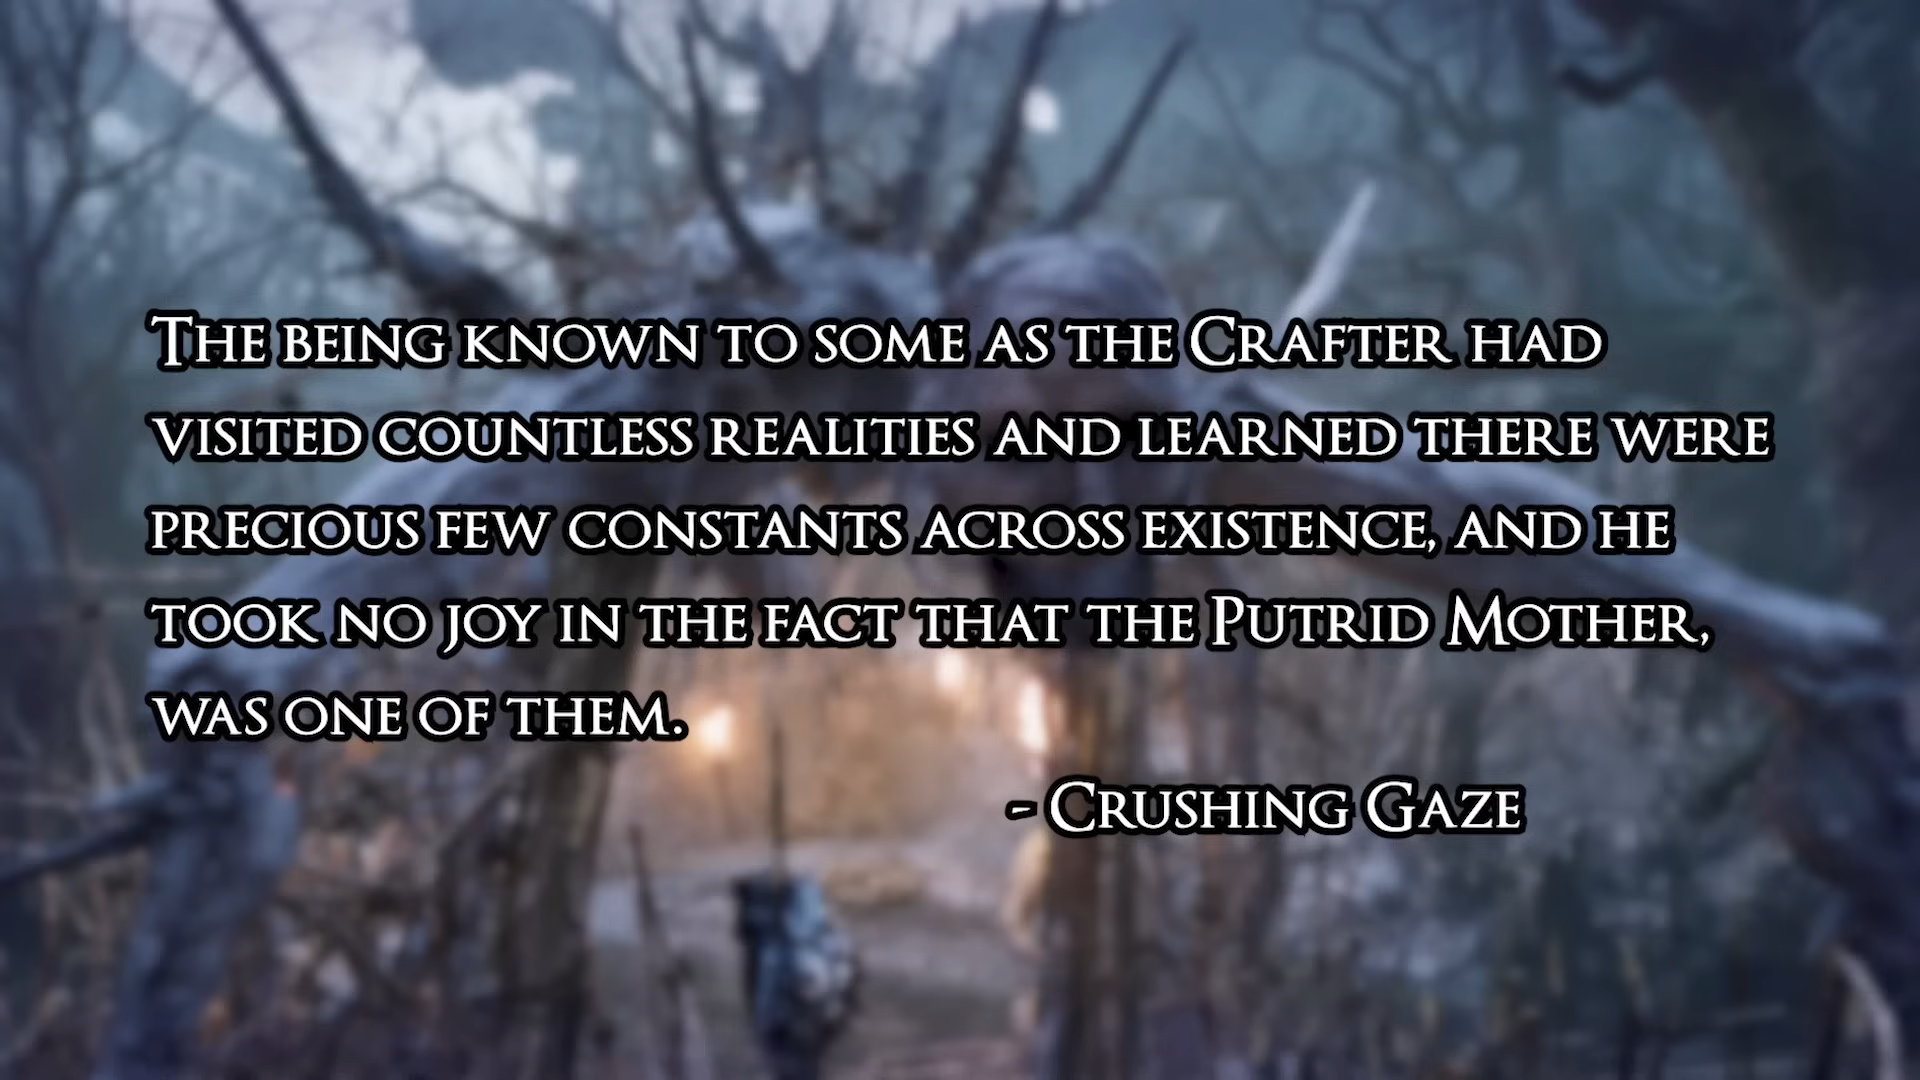 The being known to some as the Crafter had
visited countless realities and learned there were
precious few constants across existence, and he
took no joy in the fact that the Putrid Mother,
was one of them.
- Crushing Gaze